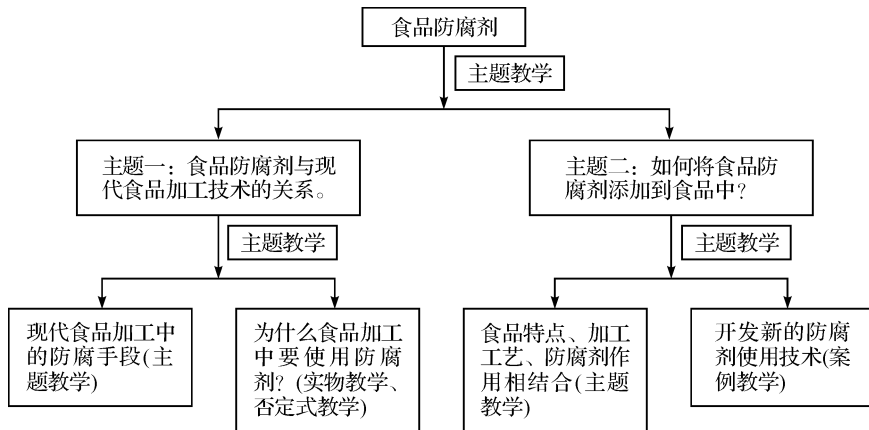 食品防腐剂
主题教学
主题一：食品防腐剂与现
代食品加工技术的关系。
主题二：如何将食品防
腐剂添加到食品中？
主题教学
主题教学
现代食品加工中
的防腐手段(主
题教学)
为什么食品加工
中要使用防腐
剂？(实物教学、
否定式教学)
食品特点、加工
工艺、防腐剂作
用相结合(主题
教学)
开发新的防腐
剂使用技术(案
例教学)